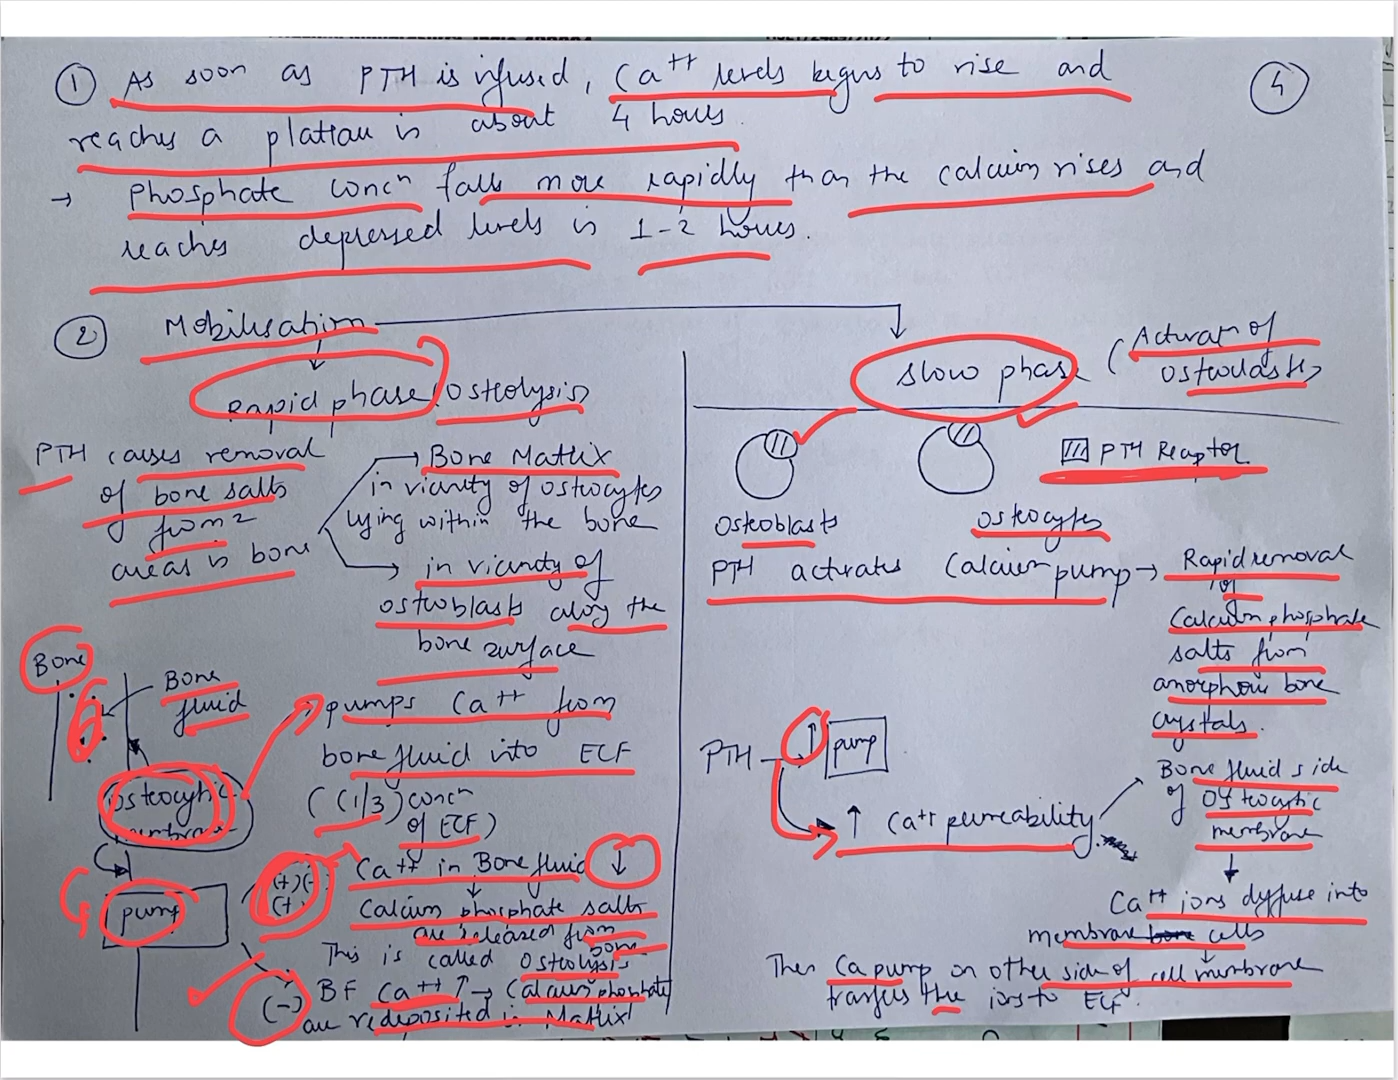 ① As soon as PTH is infused, Ca++ levels begins to rise and
reaches a plateau in about 4 hours.
④
→ Phosphate concn falls more rapidly than the calcium rises and
reaches depressed levels in 1-2 hours.
② Mobilisation
Rapid phase (Osteolysis)
PTH causes removal
of bone salts
from 2
areas in bone
→ Bone Matrix
in vicinity of osteocytes
lying within the bone
→ in vicinity of
osteoblasts along the
bone surface
Bone
Bone
fluid
Osteocytic
membrane
pump
→ pumps Ca++ from
bone fluid into ECF
((1/3) concn
of ECF)
(+) (-)
(+)
Ca++ in Bone fluid ↓
↓
Calcium phosphate salts
are released from
bone
This is called Osteolysis
(-) BF Ca++ ↑ → Calcium phosphate
are redeposited in Matrix
Slow phase (Activan of
Osteoclasts)
PTH Receptor
Osteoblasts
Osteocytes
PTH activates Calcium pump → Rapid removal
of
Calcium phosphate
salts from
amorphous bone
crystals.
PTH → ↑ pump
↑ Ca++ permeability
Bone fluid side
of Osteocytic
membrane
↓
Ca++ ions diffuse into
membrane cells
Then Ca pump on other side of cell membrane
transfers the ions to ECF.